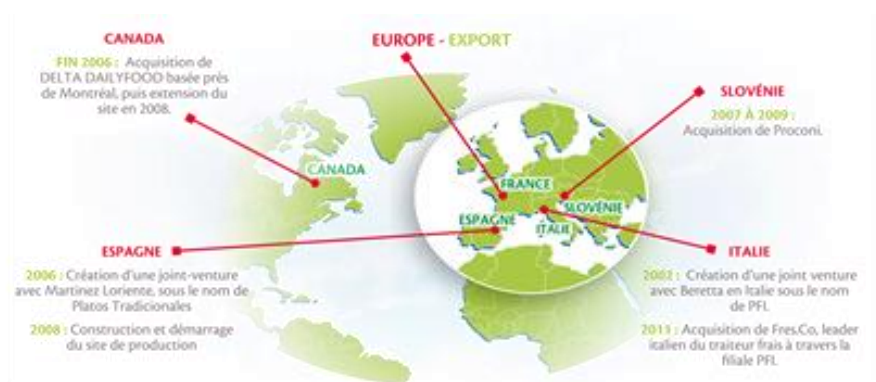 CANADA
FIN 2006 : Acquisition de
DELTA DAILYFOOD basée près
de Montréal, puis extension du
site en 2008.
EUROPE - EXPORT
SLOVÉNIE
2007 À 2009 :
Acquisition de Proconi.
CANADA
FRANCE
SLOVÉNIE
ESPAGNE
ITALIE
ESPAGNE
2006 : Création d'une joint-venture
avec Martinez Loriente, sous le nom de
Platos Tradicionales
2008 : Construction et démarrage
du site de production
ITALIE
2002 : Création d'une joint venture
avec Beretta en Italie sous le nom
de PFI.
2011 : Acquisition de Fres.Co, leader
italien du traiteur frais à travers la
filiale PFI.